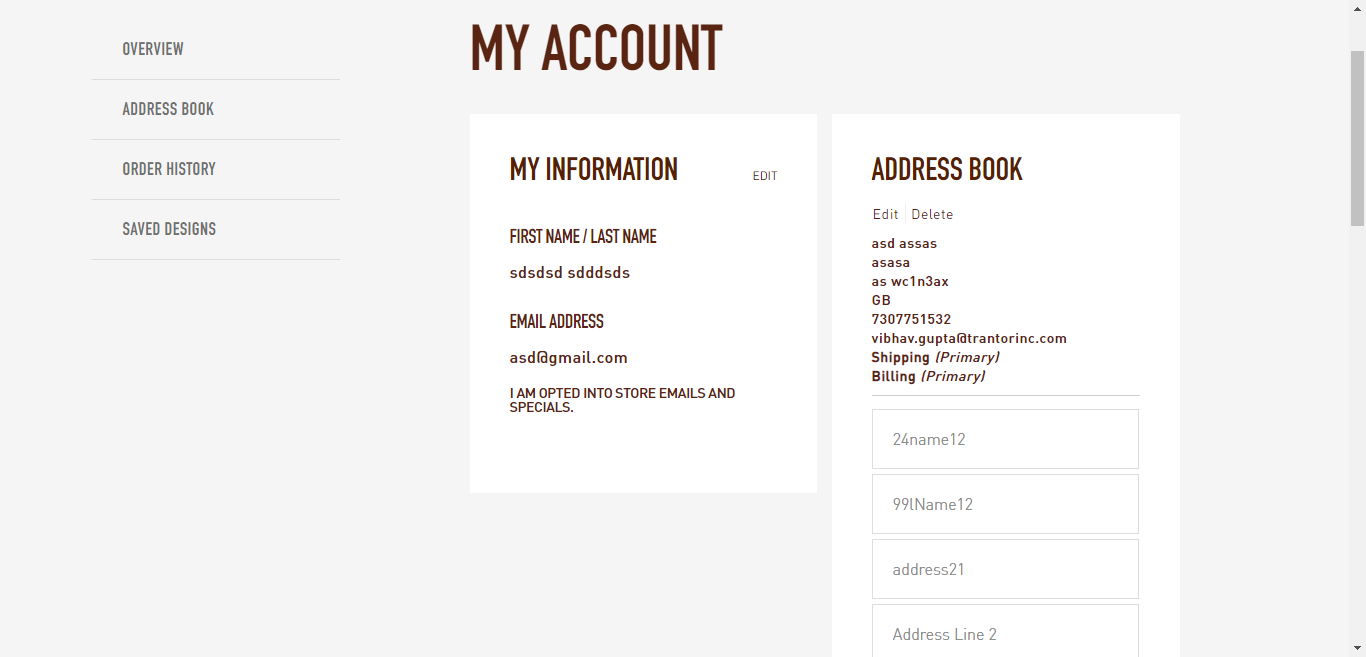 OVERVIEW
ADDRESS BOOK
ORDER HISTORY
SAVED DESIGNS
MY ACCOUNT
MY INFORMATION
EDIT
FIRST NAME / LAST NAME
sdsdsd sdddsds
EMAIL ADDRESS
asd@gmail.com
I AM OPTED INTO STORE EMAILS AND
SPECIALS.
ADDRESS BOOK
Edit Delete
asd assas
asasa
as wc1n3ax
GB
7307751532
vibhav.gupta@trantorinc.com
Shipping (Primary)
Billing (Primary)
24name12
99lName12
address21
Address Line 2